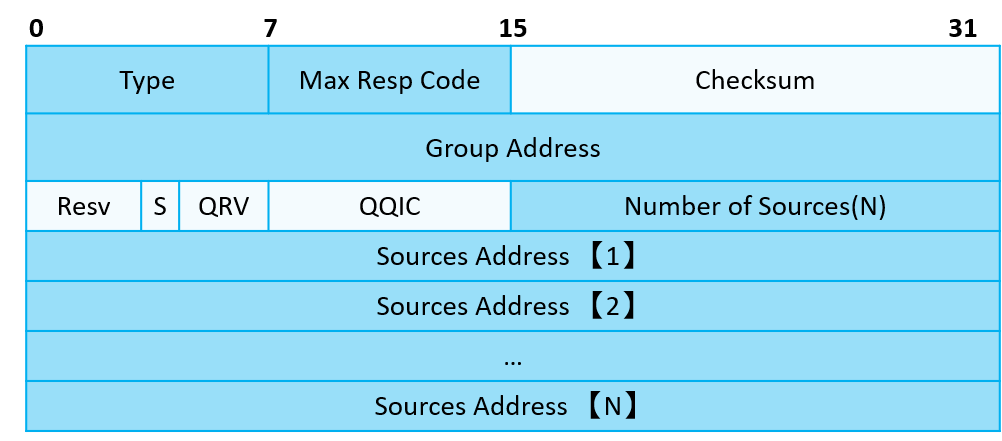 0 7 15 31
Type Max Resp Code Checksum
Group Address
Resv S QRV QQIC Number of Sources(N)
Sources Address 【1】
Sources Address 【2】
...
Sources Address 【N】